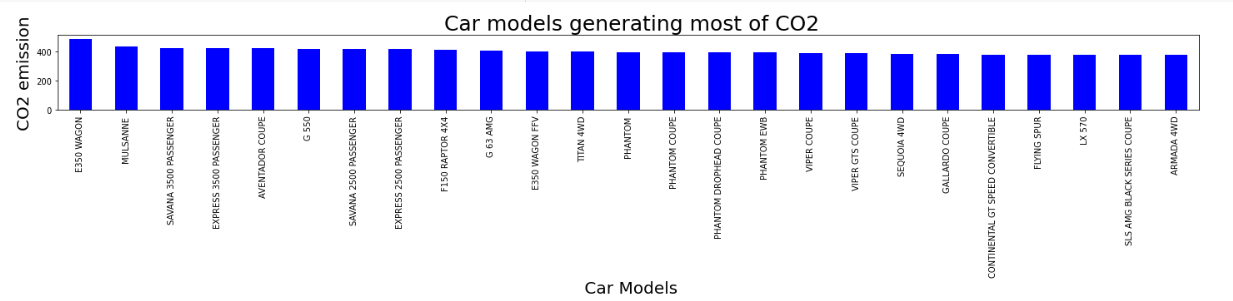 Car models generating most of CO2
CO2 emission
400
200
0
E350 WAGON
MULSANNE
SAVANA 3500 PASSENGER
EXPRESS 3500 PASSENGER
AVENTADOR COUPE
G 550
SAVANA 2500 PASSENGER
EXPRESS 2500 PASSENGER
F150 RAPTOR 4X4
G 63 AMG
E350 WAGON FFV
TITAN 4WD
PHANTOM
PHANTOM COUPE
PHANTOM DROPHEAD COUPE
PHANTOM EWB
VIPER COUPE
VIPER GTS COUPE
SEQUOIA 4WD
GALLARDO COUPE
CONTINENTAL GT SPEED CONVERTIBLE
FLYING SPUR
LX 570
SLS AMG BLACK SERIES COUPE
ARMADA 4WD
Car Models